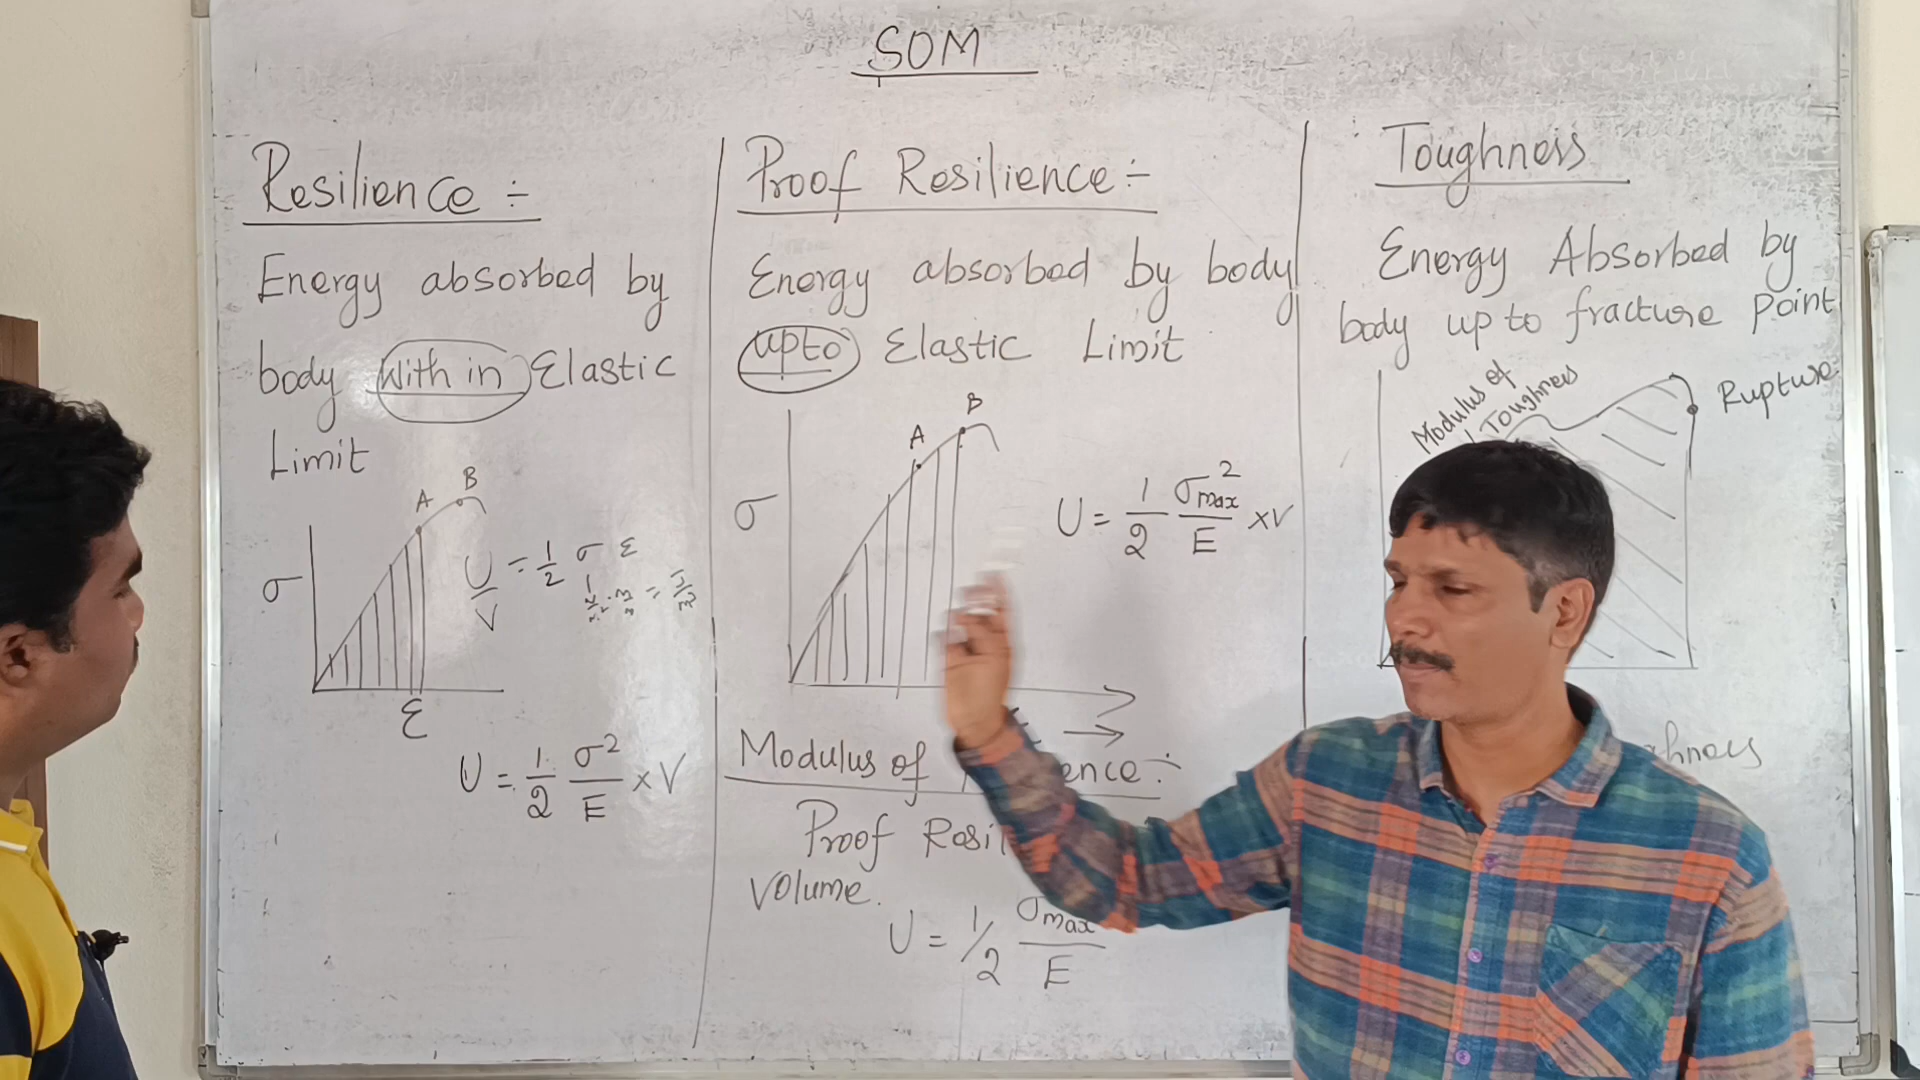 SOM
Resilience :-
Energy absorbed by
body with in Elastic
Limit
A
B
σ
U/V = 1/2 σ ε
ε
U = 1/2 σ²/E × V
Proof Resilience :-
Energy absorbed by body
upto Elastic Limit
A
B
σ
U = 1/2 σmax²/E × V
Modulus of
Proof
Volume.
U = 1/2 σmax/E
Toughness
Energy Absorbed by
body up to fracture Point
Modulus of
Toughness
Rupture